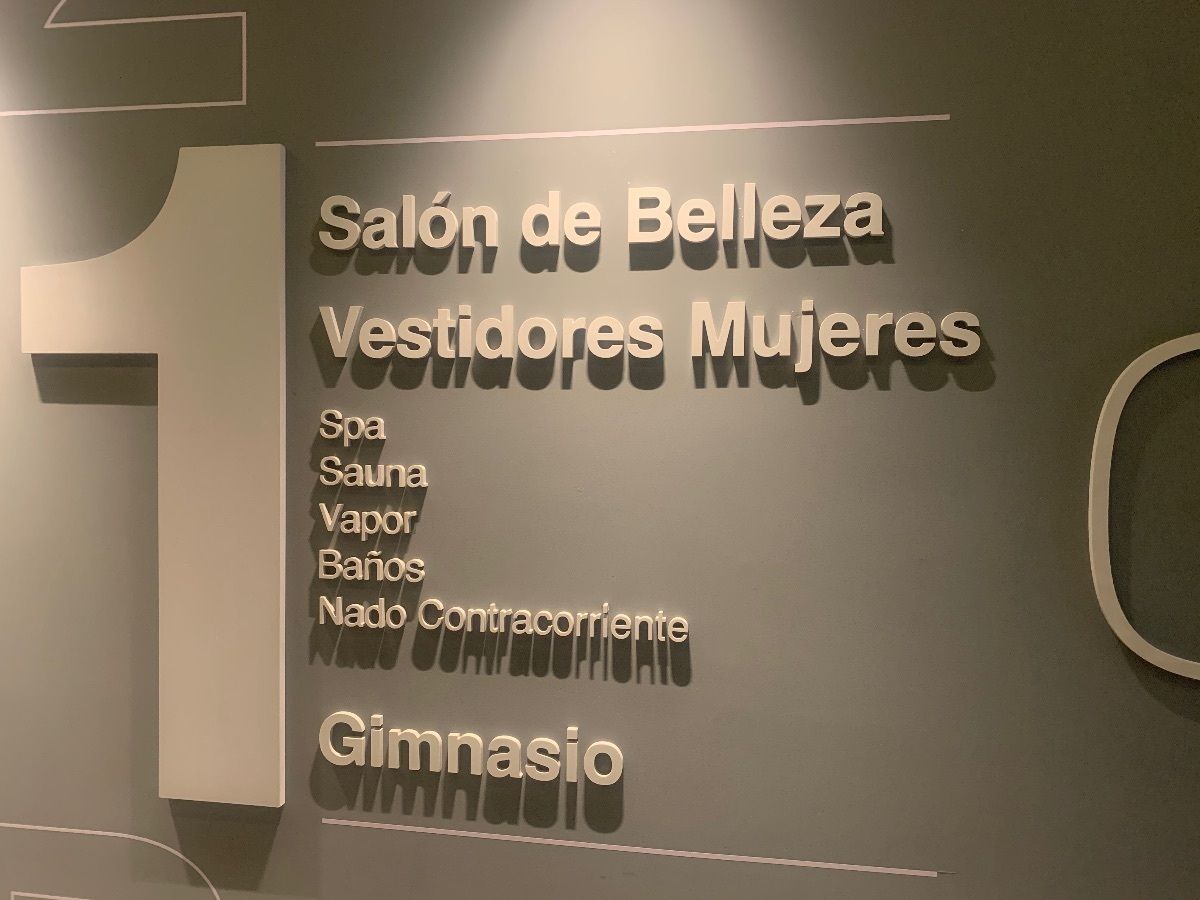 1
Salón de Belleza
Vestidores Mujeres
Spa
Sauna
Vapor
Baños
Nado Contracorriente
Gimnasio